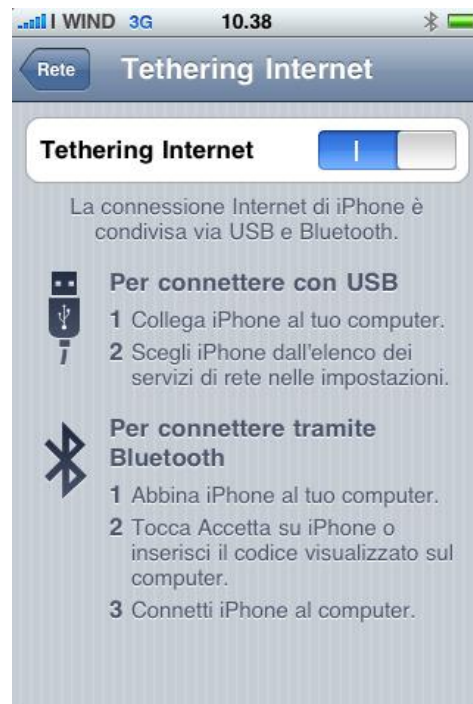 I WIND 3G 10.38
Rete Tethering Internet
Tethering Internet
La connessione Internet di iPhone è
condivisa via USB e Bluetooth.
Per connettere con USB
1 Collega iPhone al tuo computer.
2 Scegli iPhone dall'elenco dei
servizi di rete nelle impostazioni.
Per connettere tramite
Bluetooth
1 Abbina iPhone al tuo computer.
2 Tocca Accetta su iPhone o
inserisci il codice visualizzato sul
computer.
3 Connetti iPhone al computer.